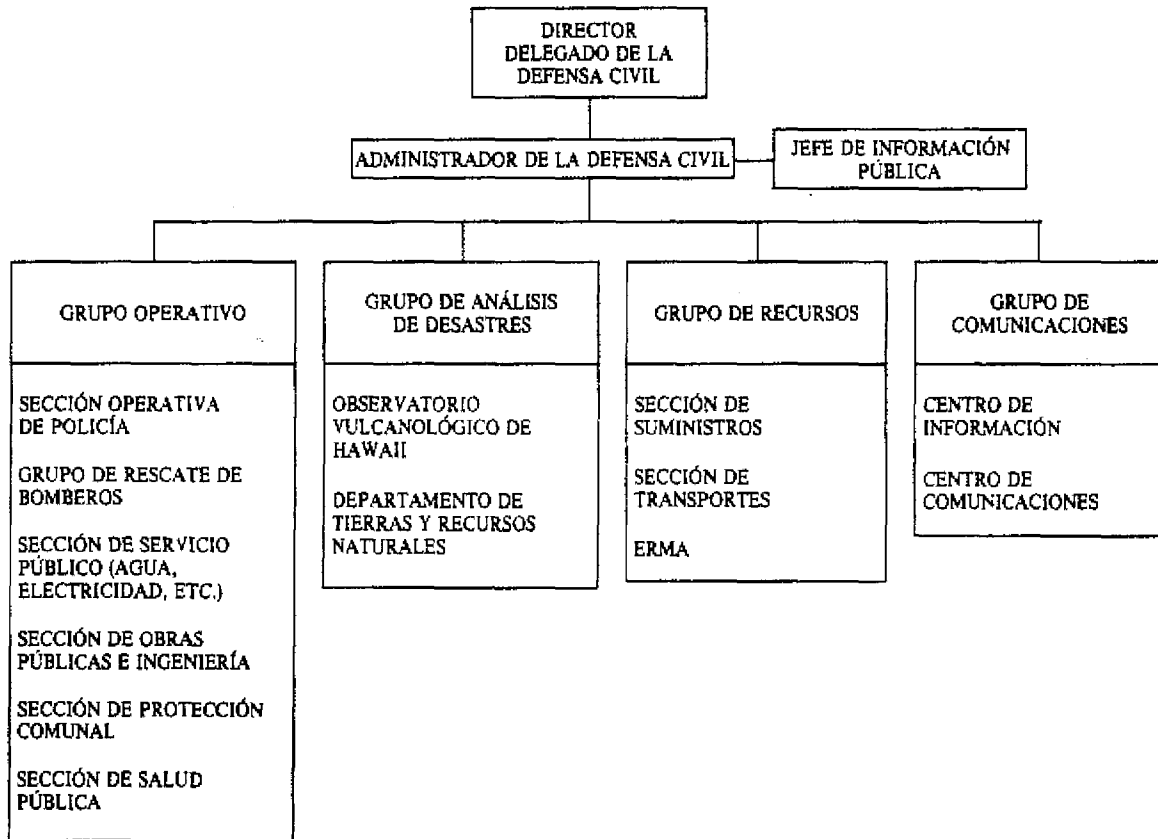 DIRECTOR
DELEGADO DE LA
DEFENSA CIVIL
ADMINISTRADOR DE LA DEFENSA CIVIL
JEFE DE INFORMACIÓN
PÚBLICA
GRUPO OPERATIVO
SECCIÓN OPERATIVA
DE POLICÍA
GRUPO DE RESCATE DE
BOMBEROS
SECCIÓN DE SERVICIO
PÚBLICO (AGUA,
ELECTRICIDAD, ETC.)
SECCIÓN DE OBRAS
PÚBLICAS E INGENIERÍA
SECCIÓN DE PROTECCIÓN
COMUNAL
SECCIÓN DE SALUD
PÚBLICA
GRUPO DE ANÁLISIS
DE DESASTRES
OBSERVATORIO
VULCANOLÓGICO DE
HAWAII
DEPARTAMENTO DE
TIERRAS Y RECURSOS
NATURALES
GRUPO DE RECURSOS
SECCIÓN DE
SUMINISTROS
SECCIÓN DE
TRANSPORTES
ERMA
GRUPO DE
COMUNICACIONES
CENTRO DE
INFORMACIÓN
CENTRO DE
COMUNICACIONES